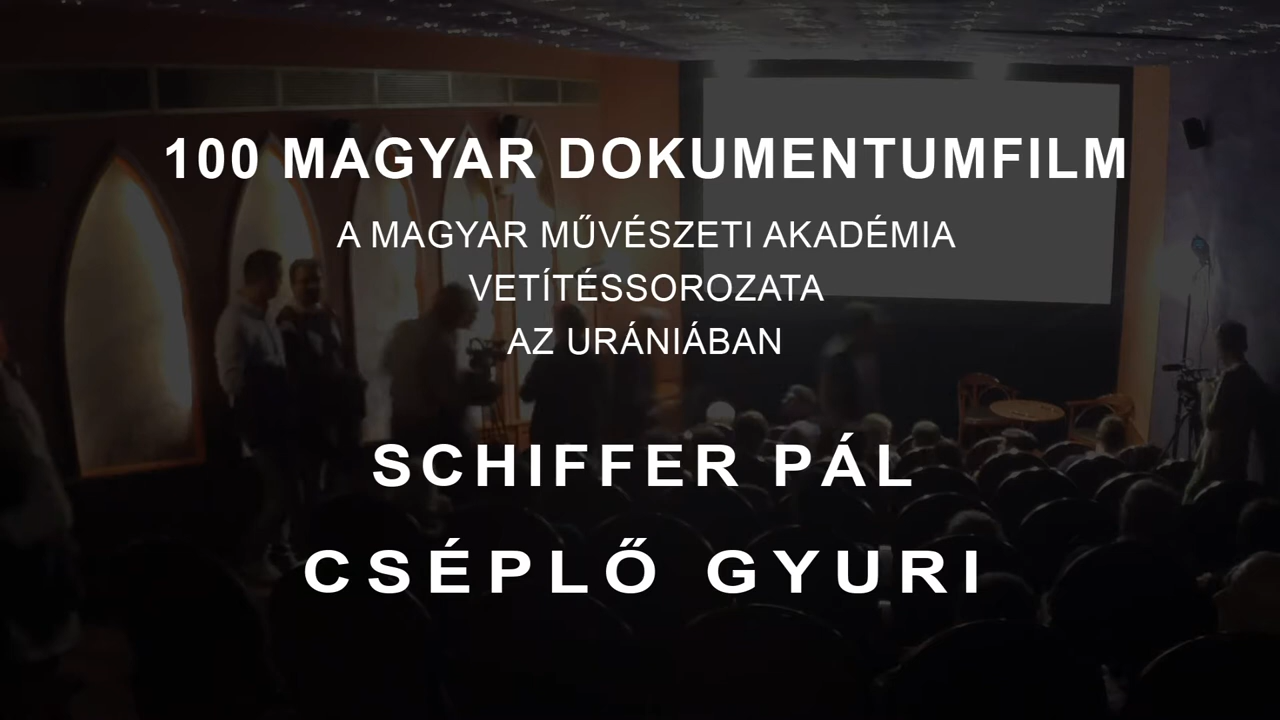 100 MAGYAR DOKUMENTUMFILM
A MAGYAR MŰVÉSZETI AKADÉMIA
VETÍTÉSSOROZATA
AZ URÁNIÁBAN
SCHIFFER PÁL
CSÉPLŐ GYURI